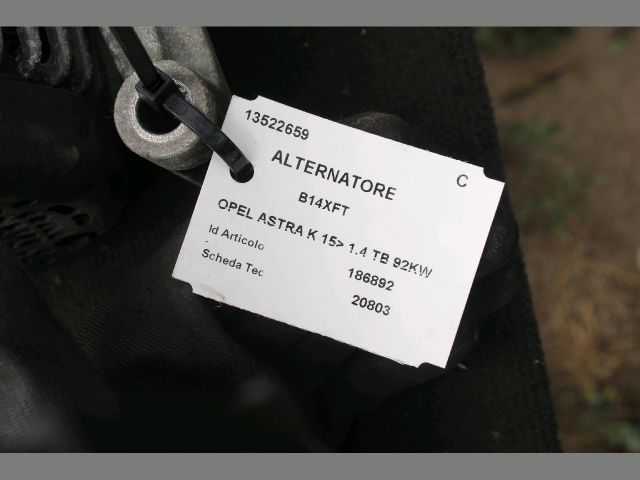 13522659
C
ALTERNATORE
B14XFT
OPEL ASTRA K 15> 1.4 TB 92KW
Id Articolo 186892
Scheda Tec 20803